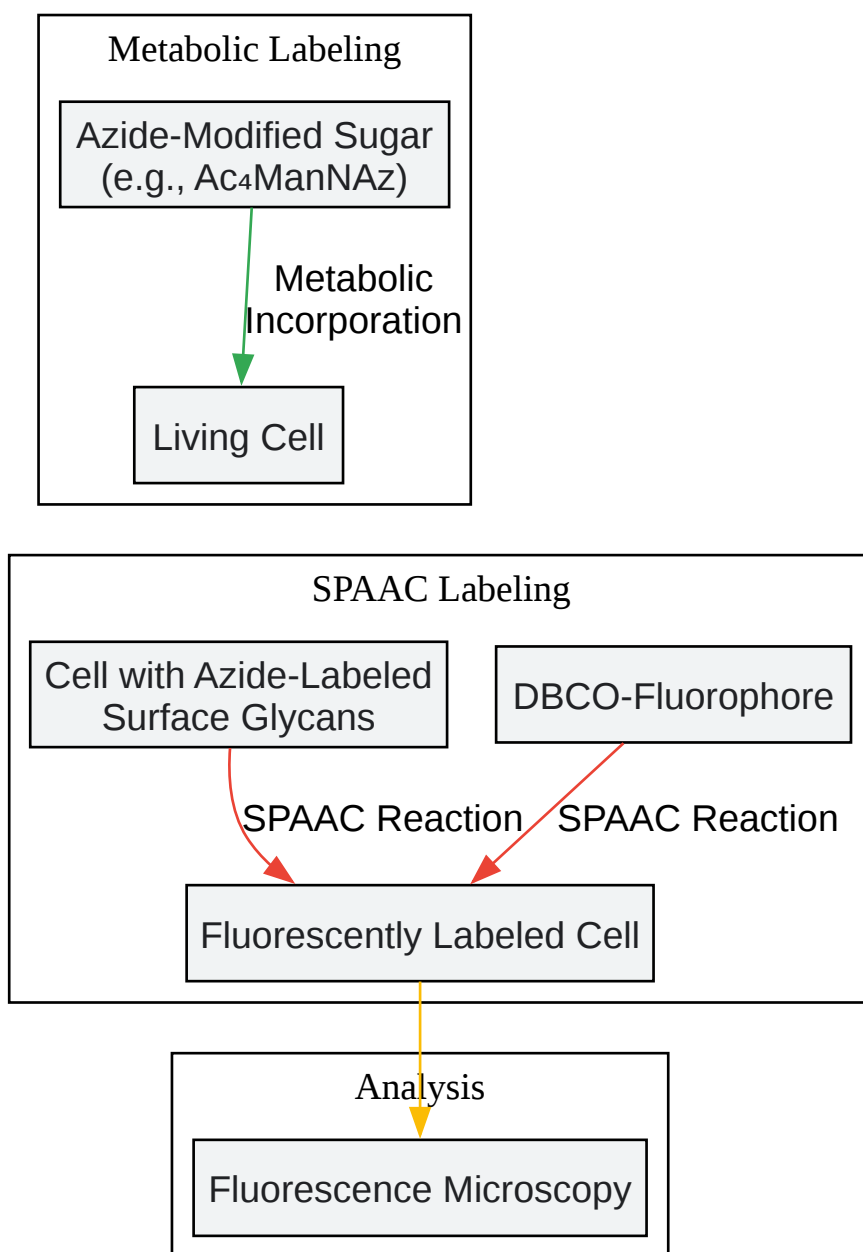 Metabolic Labeling
Azide-Modified Sugar
(e.g., Ac₄ManNAz)
Metabolic
Incorporation
Living Cell
SPAAC Labeling
Cell with Azide-Labeled
Surface Glycans
DBCO-Fluorophore
SPAAC Reaction
SPAAC Reaction
Fluorescently Labeled Cell
Analysis
Fluorescence Microscopy